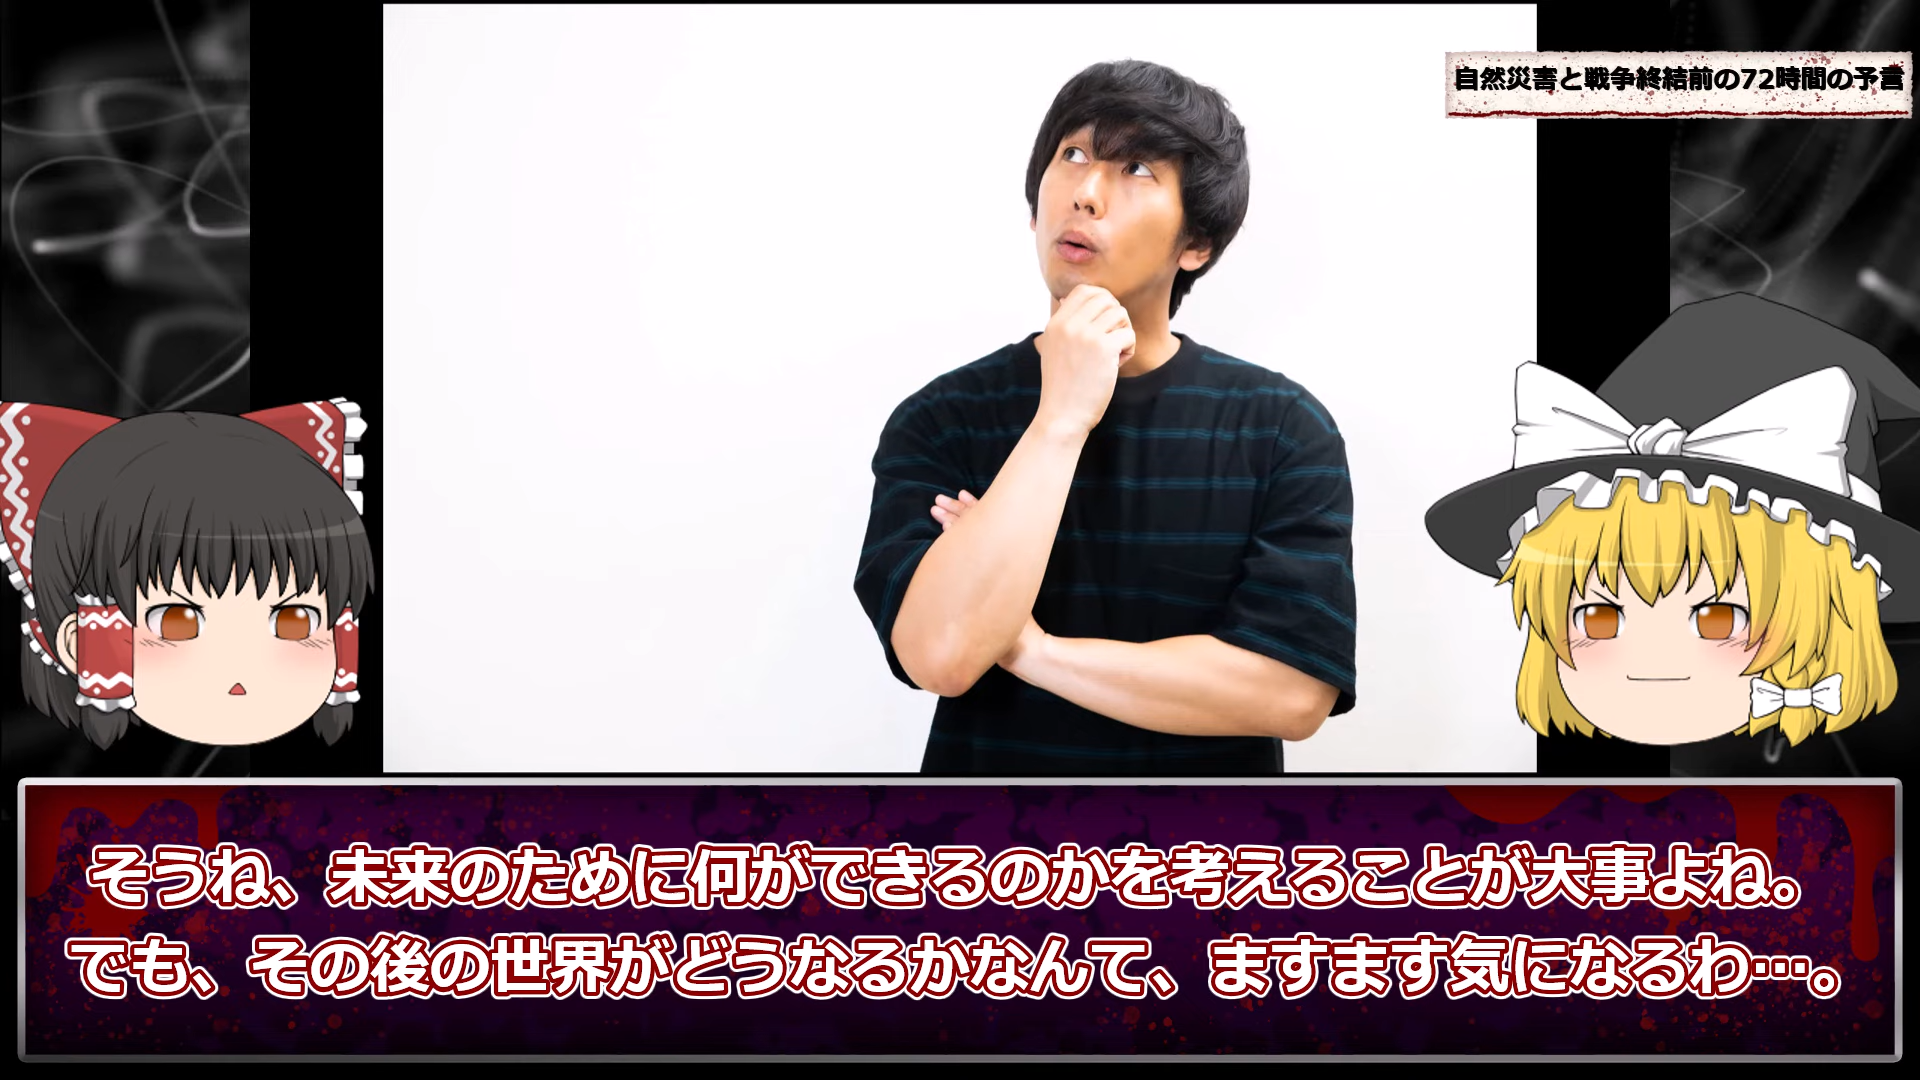 自然災害と戦争終結前の72時間の予言
そうね、未来のために何ができるのかを考えることが大事よね。
でも、その後の世界がどうなるかなんて、ますます気になるわ…。